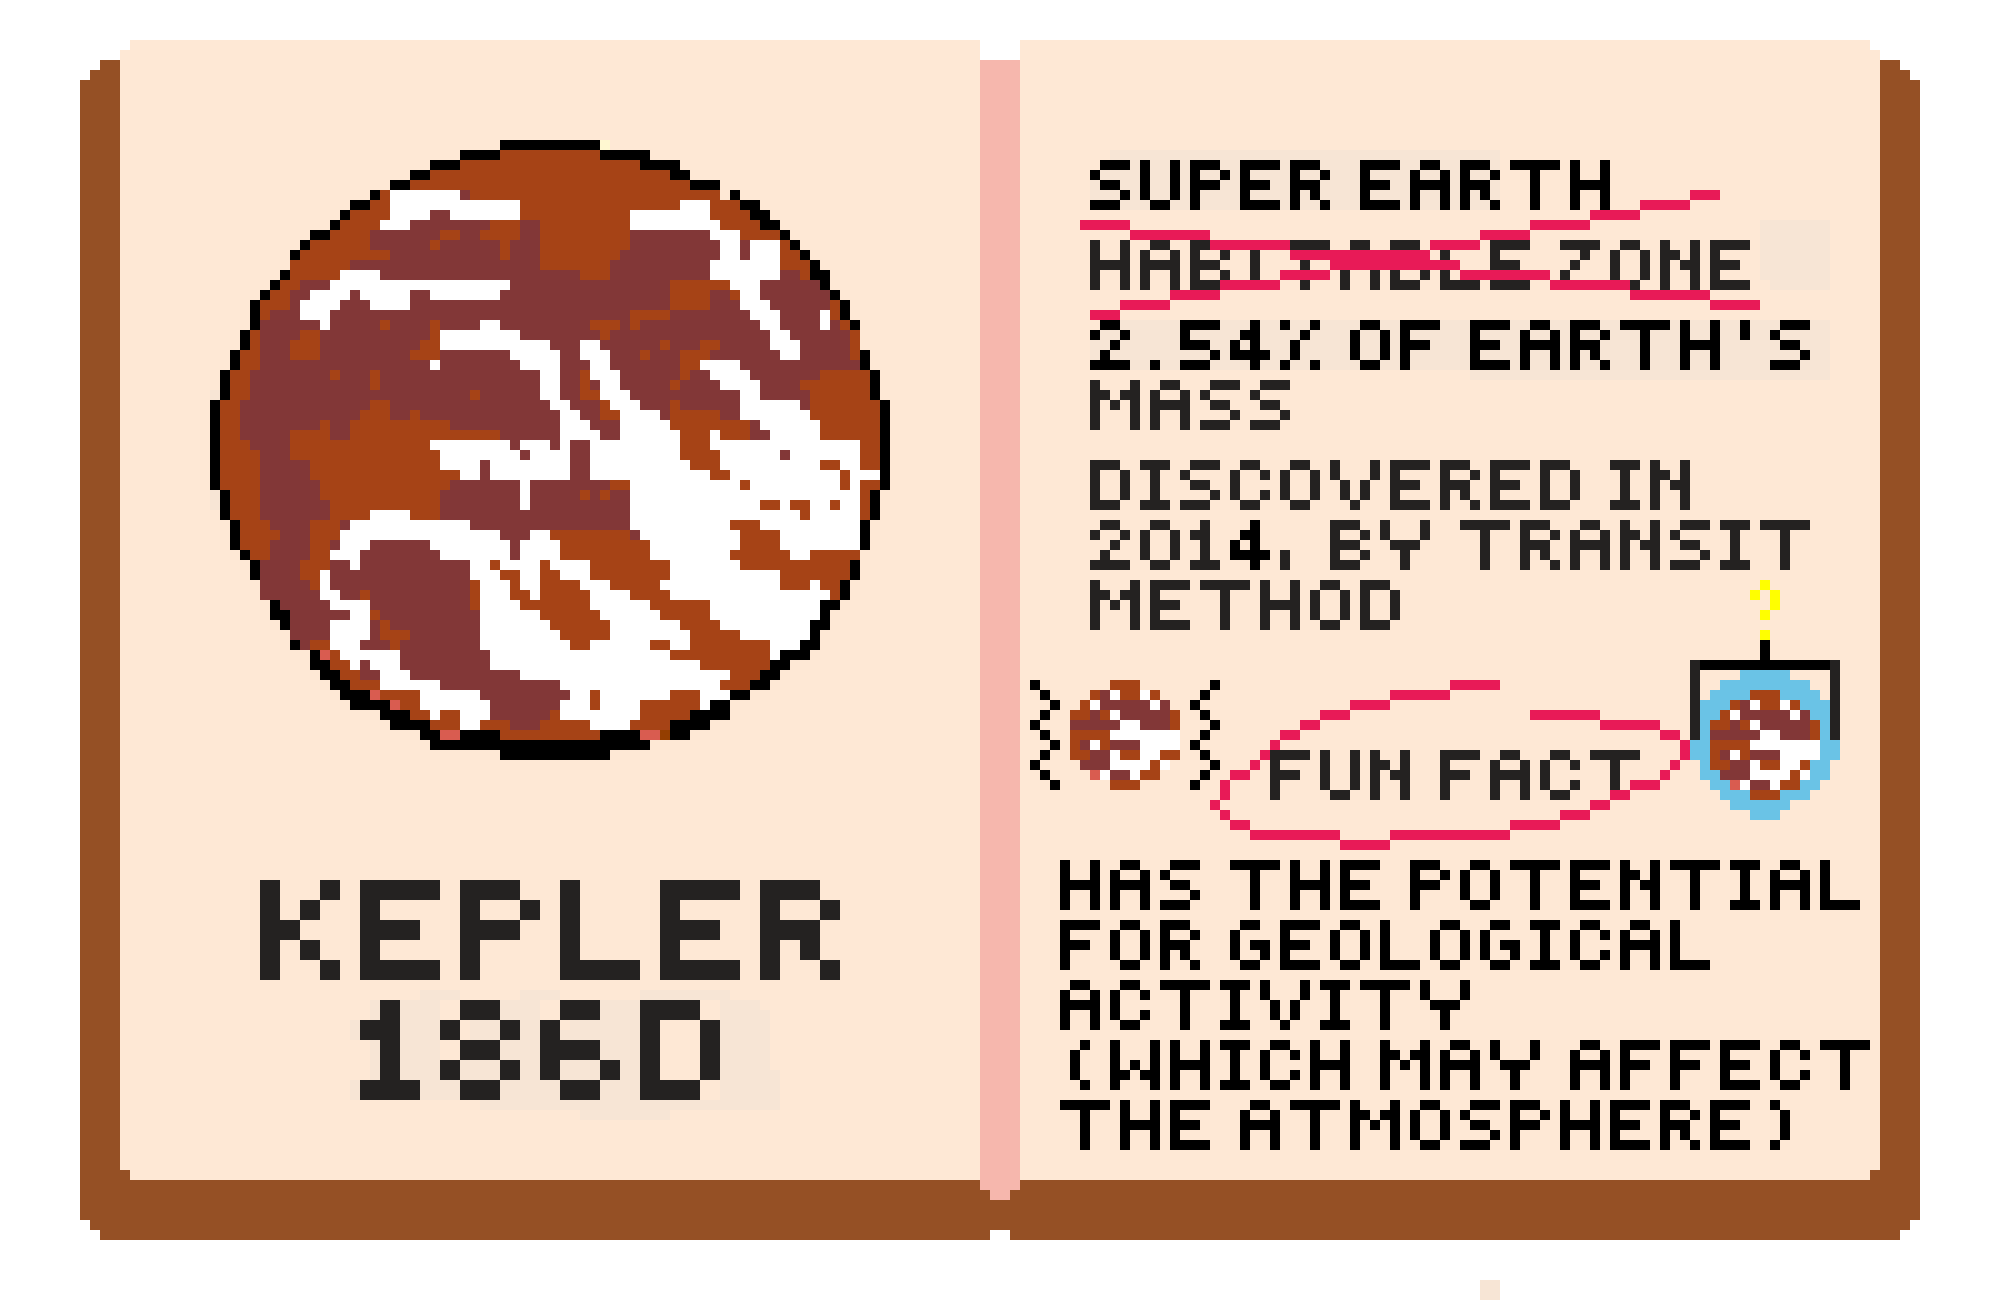 KEPLER
186D
SUPER EARTH
HABITABLE ZONE
2.54% OF EARTH'S
MASS
DISCOVERED IN
2014, BY TRANSIT
METHOD
?
FUN FACT
HAS THE POTENTIAL
FOR GEOLOGICAL
ACTIVITY
(WHICH MAY AFFECT
THE ATMOSPHERE)